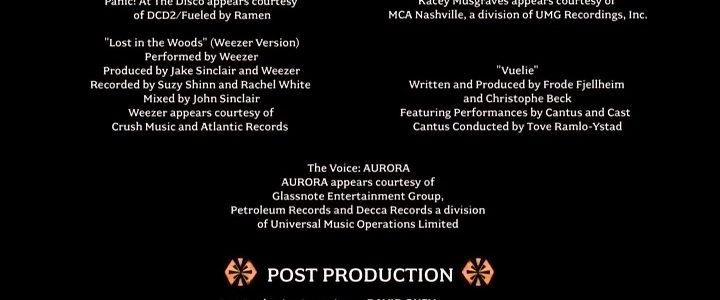 Panic! At The Disco appears courtesy
of DCD2/Fueled by Ramen
"Lost in the Woods" (Weezer Version)
Performed by Weezer
Produced by Jake Sinclair and Weezer
Recorded by Suzy Shinn and Rachel White
Mixed by John Sinclair
Weezer appears courtesy of
Crush Music and Atlantic Records
Kacey Musgraves appears courtesy of
MCA Nashville, a division of UMG Recordings, Inc.
"Vuelie"
Written and Produced by Frode Fjellheim
and Christophe Beck
Featuring Performances by Cantus and Cast
Cantus Conducted by Tove Ramlo-Ystad
The Voice: AURORA
AURORA appears courtesy of
Glassnote Entertainment Group,
Petroleum Records and Decca Records a division
of Universal Music Operations Limited
POST PRODUCTION